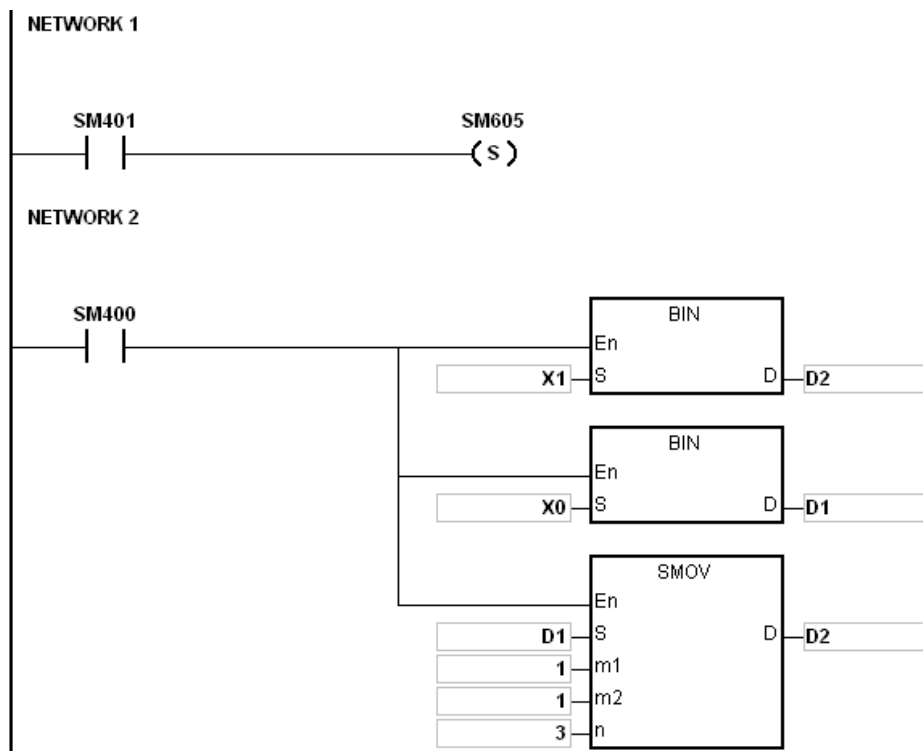 NETWORK 1
SM401 SM605
S
NETWORK 2
SM400
BIN
En
X1 S D D2
BIN
En
X0 S D D1
SMOV
En
D1 S D D2
1 m1
1 m2
3 n